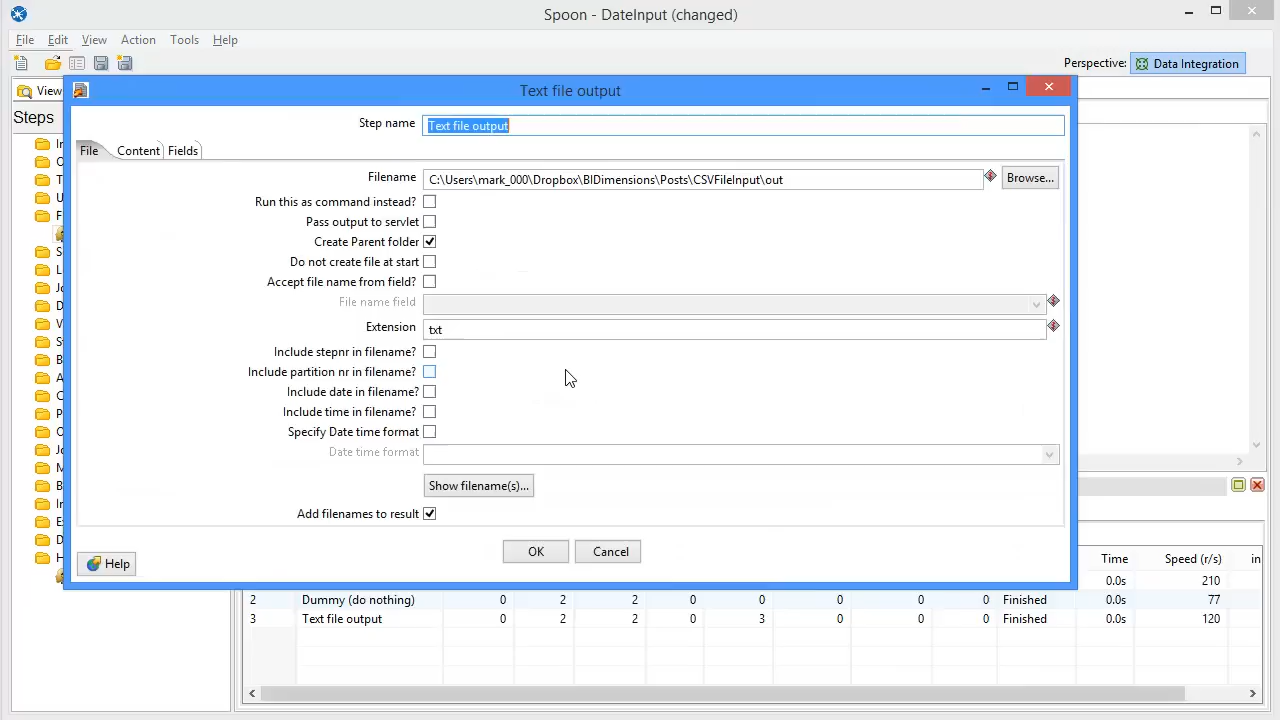 Spoon - DateInput (changed)
File Edit View Action Tools Help
Perspective: Data Integration
View
Text file output
Steps
Step name Text file output
File Content Fields
Filename C:\Users\mark_000\Dropbox\BIDimensions\Posts\CSVFileInput\out Browse...
Run this as command instead?
Pass output to servlet
Create Parent folder
Do not create file at start
Accept file name from field?
File name field
Extension txt
Include stepnr in filename?
Include partition nr in filename?
Include date in filename?
Include time in filename?
Specify Date time format
Date time format
Show filename(s)...
Add filenames to result
OK Cancel
Help
Time Speed (r/s) in
0.0s 210
2 Dummy (do nothing) 0 2 2 0 0 0 0 0 Finished 0.0s 77
3 Text file output 0 2 2 0 3 0 0 0 Finished 0.0s 120